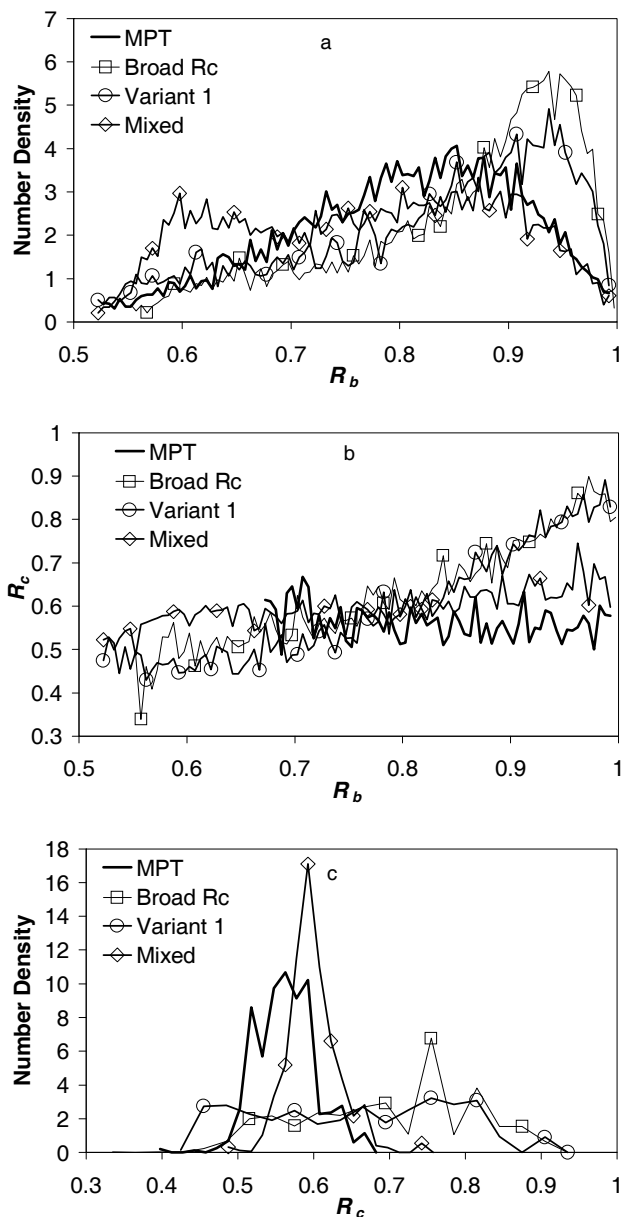 a
MPT
Broad Rc
Variant 1
Mixed
Number Density
7
6
5
4
3
2
1
0
0.5 0.6 0.7 0.8 0.9 1
R_b
b
MPT
Broad Rc
Variant 1
Mixed
R_c
1
0.9
0.8
0.7
0.6
0.5
0.4
0.3
0.5 0.6 0.7 0.8 0.9 1
R_b
c
MPT
Broad Rc
Variant 1
Mixed
Number Density
18
16
14
12
10
8
6
4
2
0
0.3 0.4 0.5 0.6 0.7 0.8 0.9 1
R_c